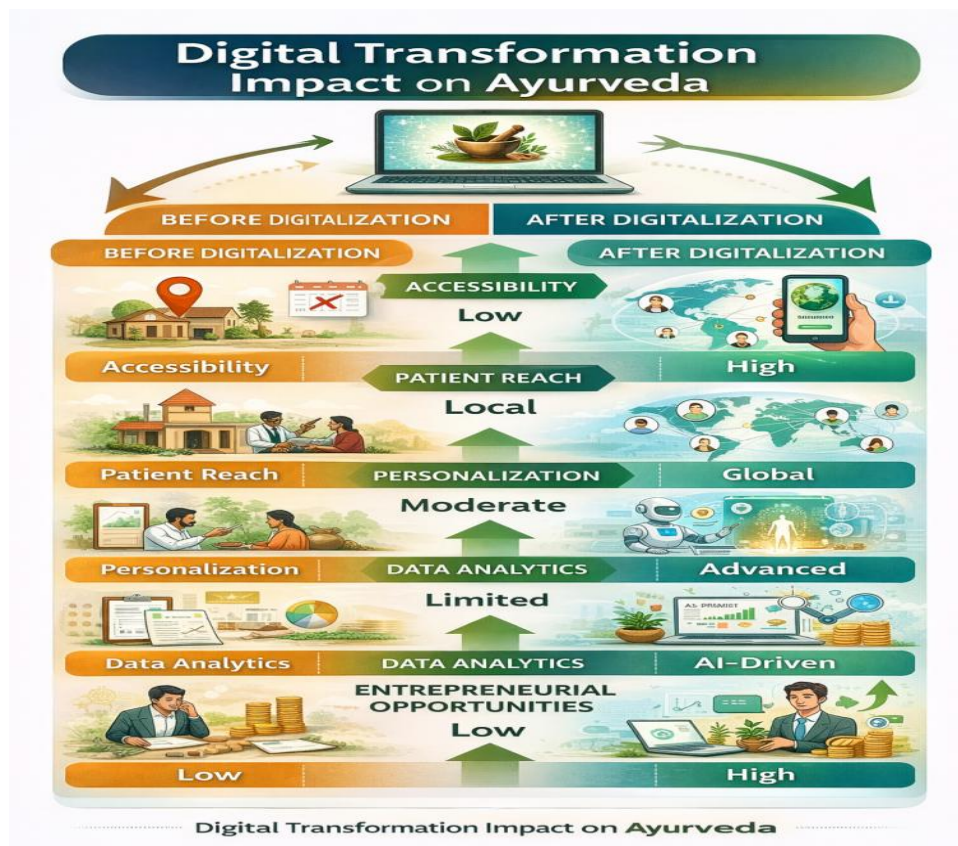 Digital Transformation
Impact on Ayurveda
BEFORE DIGITALIZATION
AFTER DIGITALIZATION
BEFORE DIGITALIZATION
AFTER DIGITALIZATION
ACCESSIBILITY
Low
Accessibility
High
PATIENT REACH
Local
Patient Reach
PERSONALIZATION
Global
Moderate
Personalization
DATA ANALYTICS
Advanced
Limited
Data Analytics
DATA ANALYTICS
AI-Driven
ENTREPRENEURIAL
OPPORTUNITIES
Low
Low
High
Digital Transformation Impact on Ayurveda